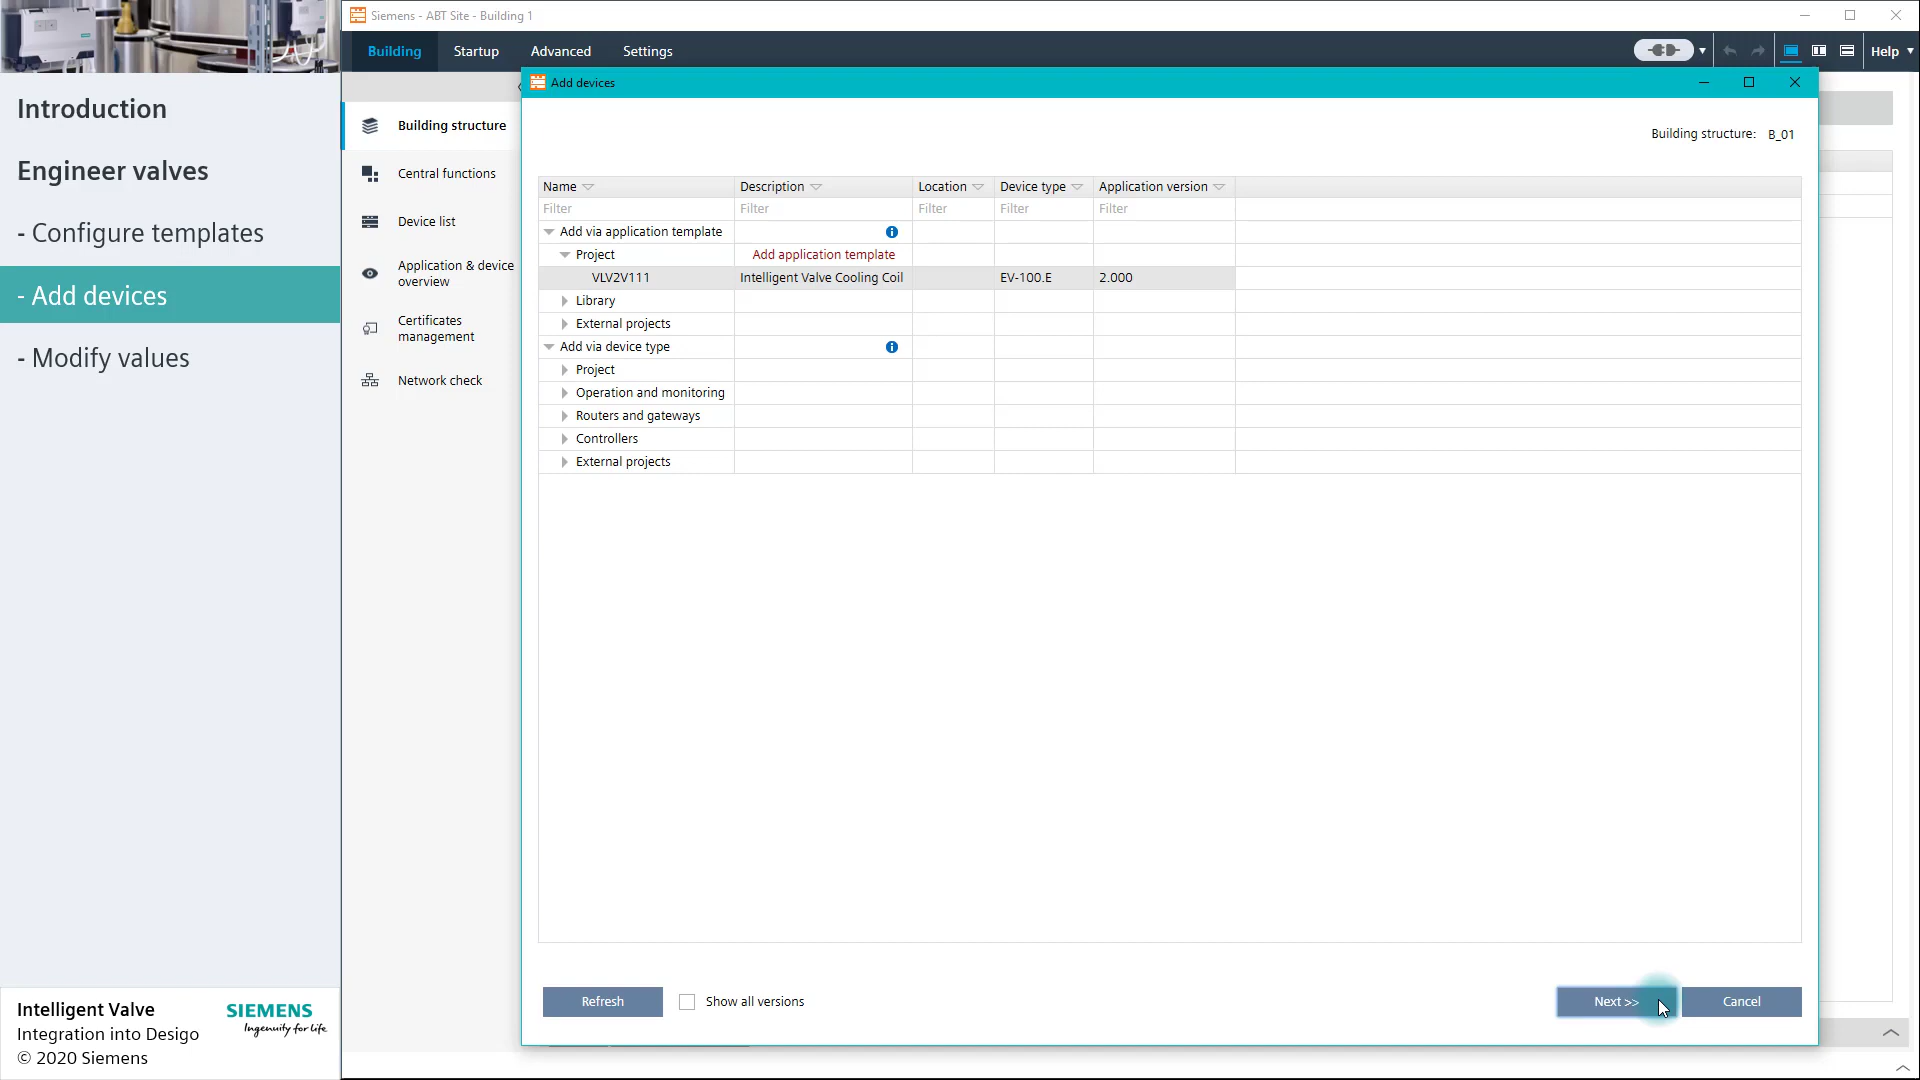 Introduction
Engineer valves
- Configure templates
- Add devices
- Modify values
Intelligent Valve
Integration into Desigo
© 2020 Siemens
SIEMENS
Ingenuity for life
Siemens - ABT Site - Building 1
Building Startup Advanced Settings Help
Building structure
Central functions
Device list
Application & device
overview
Certificates
management
Network check
Add devices
Building structure: B_01
Name Description Location Device type Application version
Filter Filter Filter Filter Filter
Add via application template
Project Add application template
VLV2V111 Intelligent Valve Cooling Coil EV-100.E 2.000
Library
External projects
Add via device type
Project
Operation and monitoring
Routers and gateways
Controllers
External projects
Refresh Show all versions Next >> Cancel